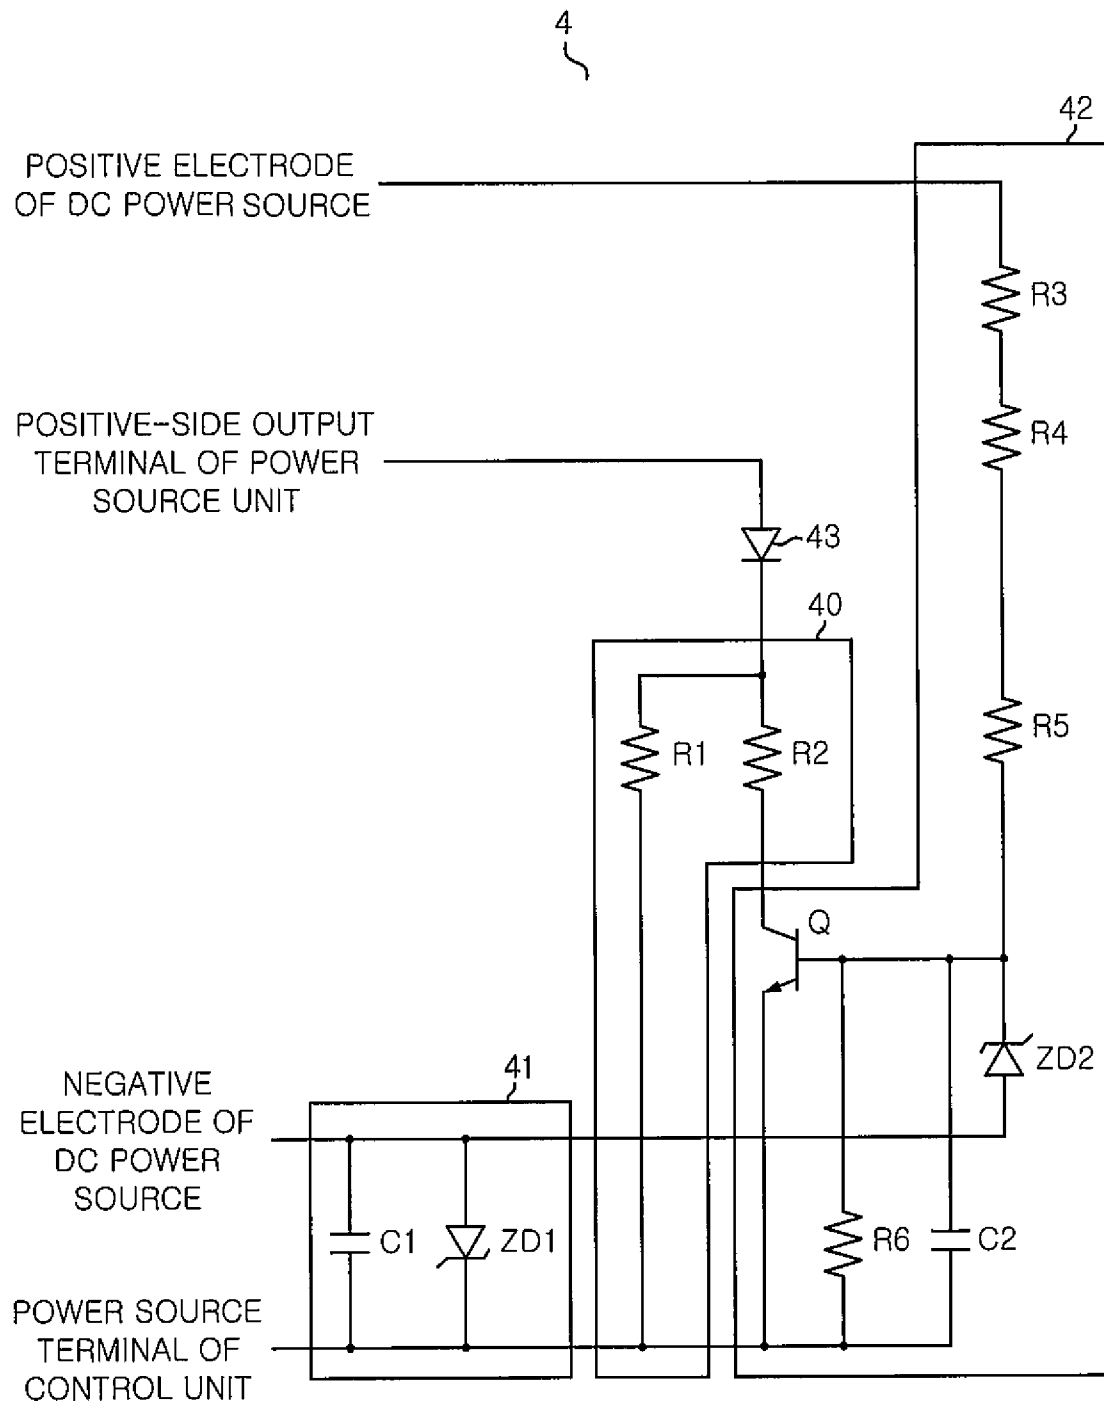 4
42
POSITIVE ELECTRODE
OF DC POWER SOURCE
R3
R4
POSITIVE-SIDE OUTPUT
TERMINAL OF POWER
SOURCE UNIT
43
40
R1
R2
R5
Q
ZD2
41
NEGATIVE
ELECTRODE OF
DC POWER
SOURCE
C1
ZD1
R6
C2
POWER SOURCE
TERMINAL OF
CONTROL UNIT